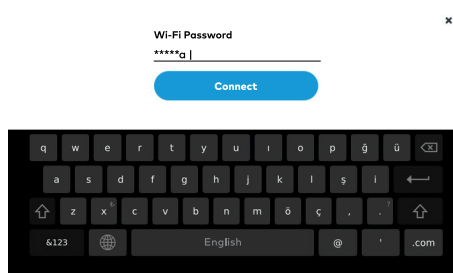 Wi-Fi Password
*****a |
Connect
q w e r t y u ı o p ğ ü
a s d f g h j k l ş i
z x ₺ c v b n m ö ç , . ?
&123 English @ ' .com